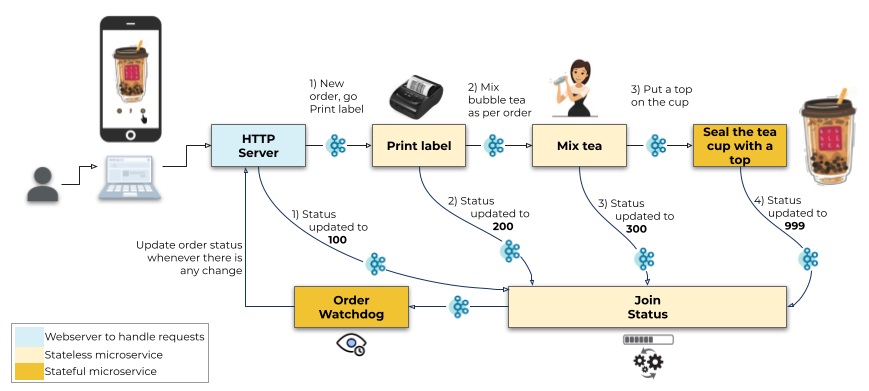 1) New
order, go
Print label
2) Mix
bubble tea
as per order
3) Put a top
on the cup
HTTP
Server
Print label
Mix tea
Seal the tea
cup with a
top
1) Status
updated to
100
2) Status
updated to
200
3) Status
updated to
300
4) Status
updated to
999
Update order status
whenever there is
any change
Order
Watchdog
Join
Status
Webserver to handle requests
Stateless microservice
Stateful microservice